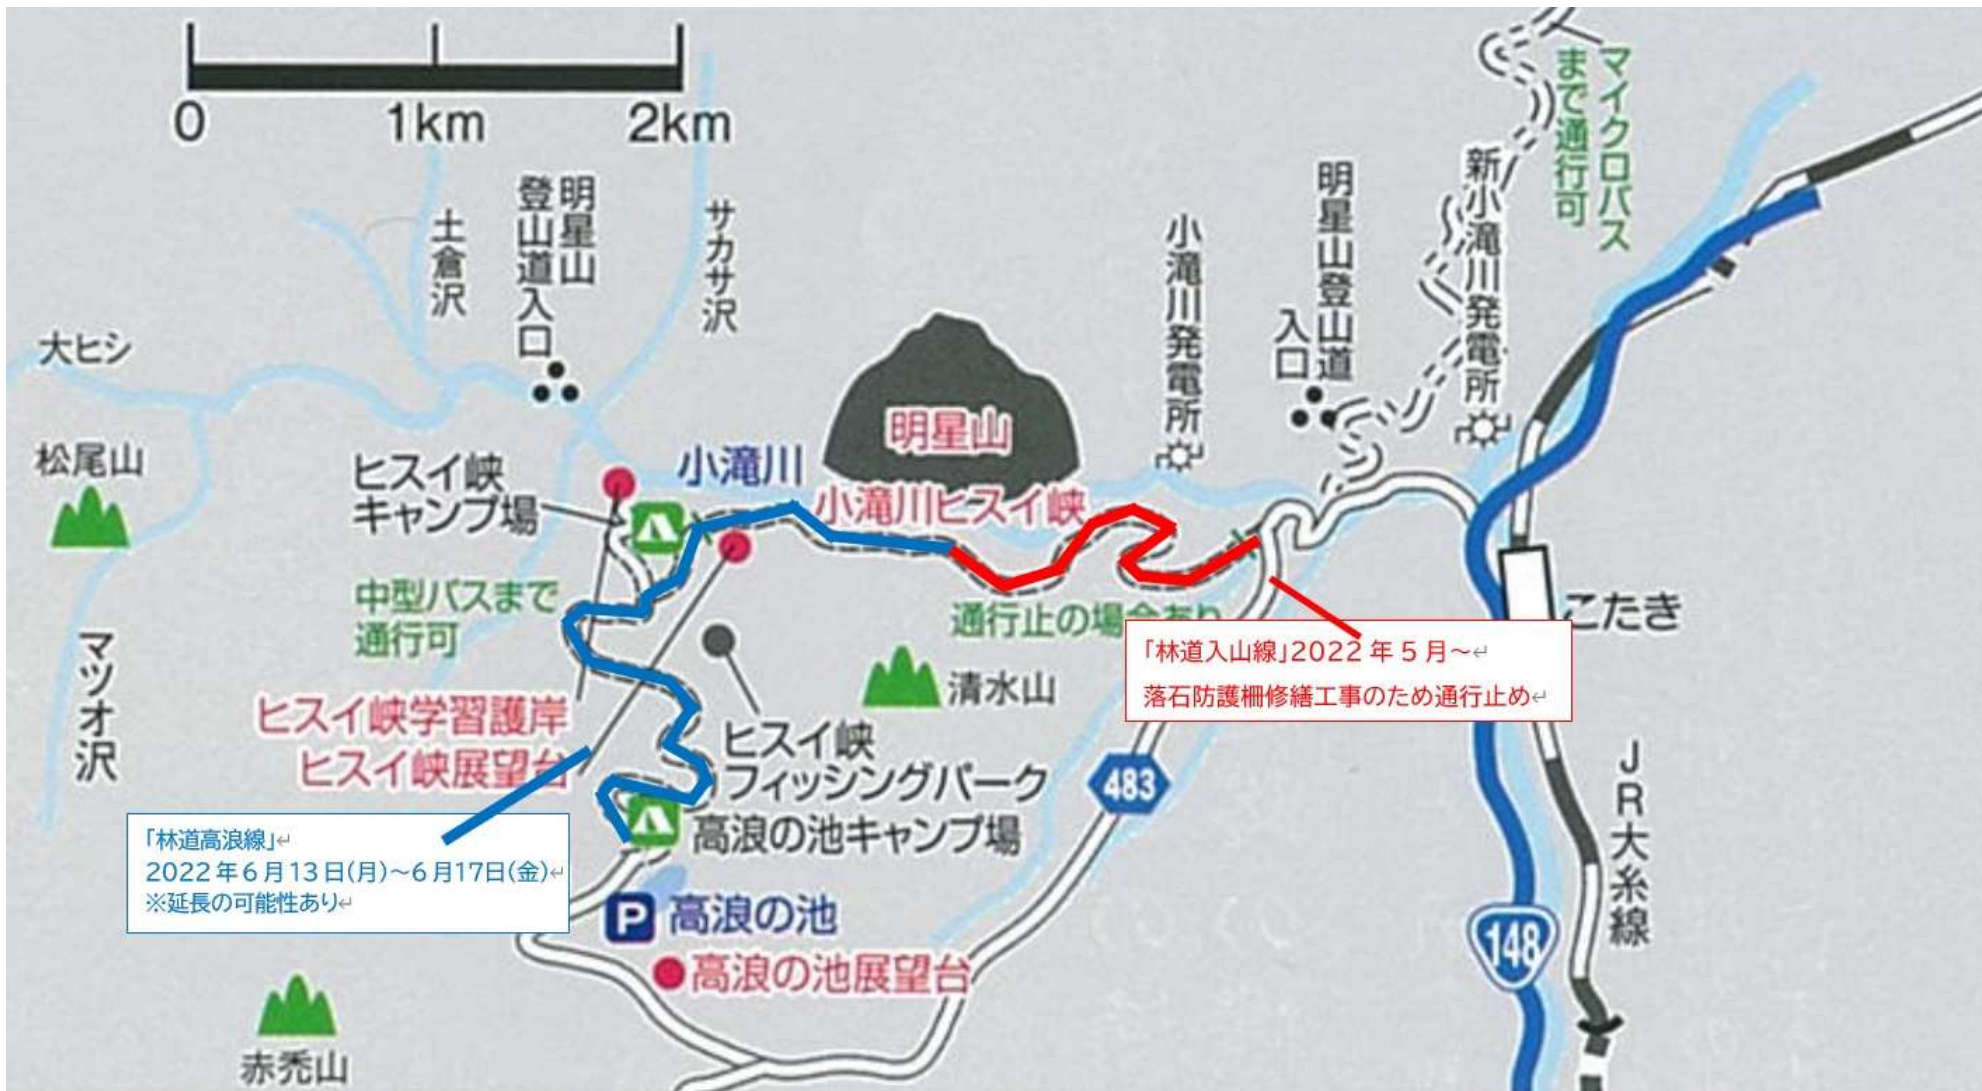 0 1km 2km
マイクロバス
まで通行可
明星山
登山道入口
土倉沢
サカサ沢
小滝川発電所
明星山登山道
入口
新小滝川発電所
大ヒシ
松尾山
ヒスイ峡
キャンプ場
小滝川
明星山
小滝川ヒスイ峡
中型バスまで
通行可
通行止の場合あり
こたき
「林道入山線」2022年5月~
落石防護柵修繕工事のため通行止め
マツオ沢
清水山
ヒスイ峡学習護岸
ヒスイ峡展望台
ヒスイ峡
フィッシングパーク
高浪の池キャンプ場
483
JR大糸線
「林道高浪線」
2022年6月13日(月)~6月17日(金)
※延長の可能性あり
P 高浪の池
高浪の池展望台
148
赤禿山